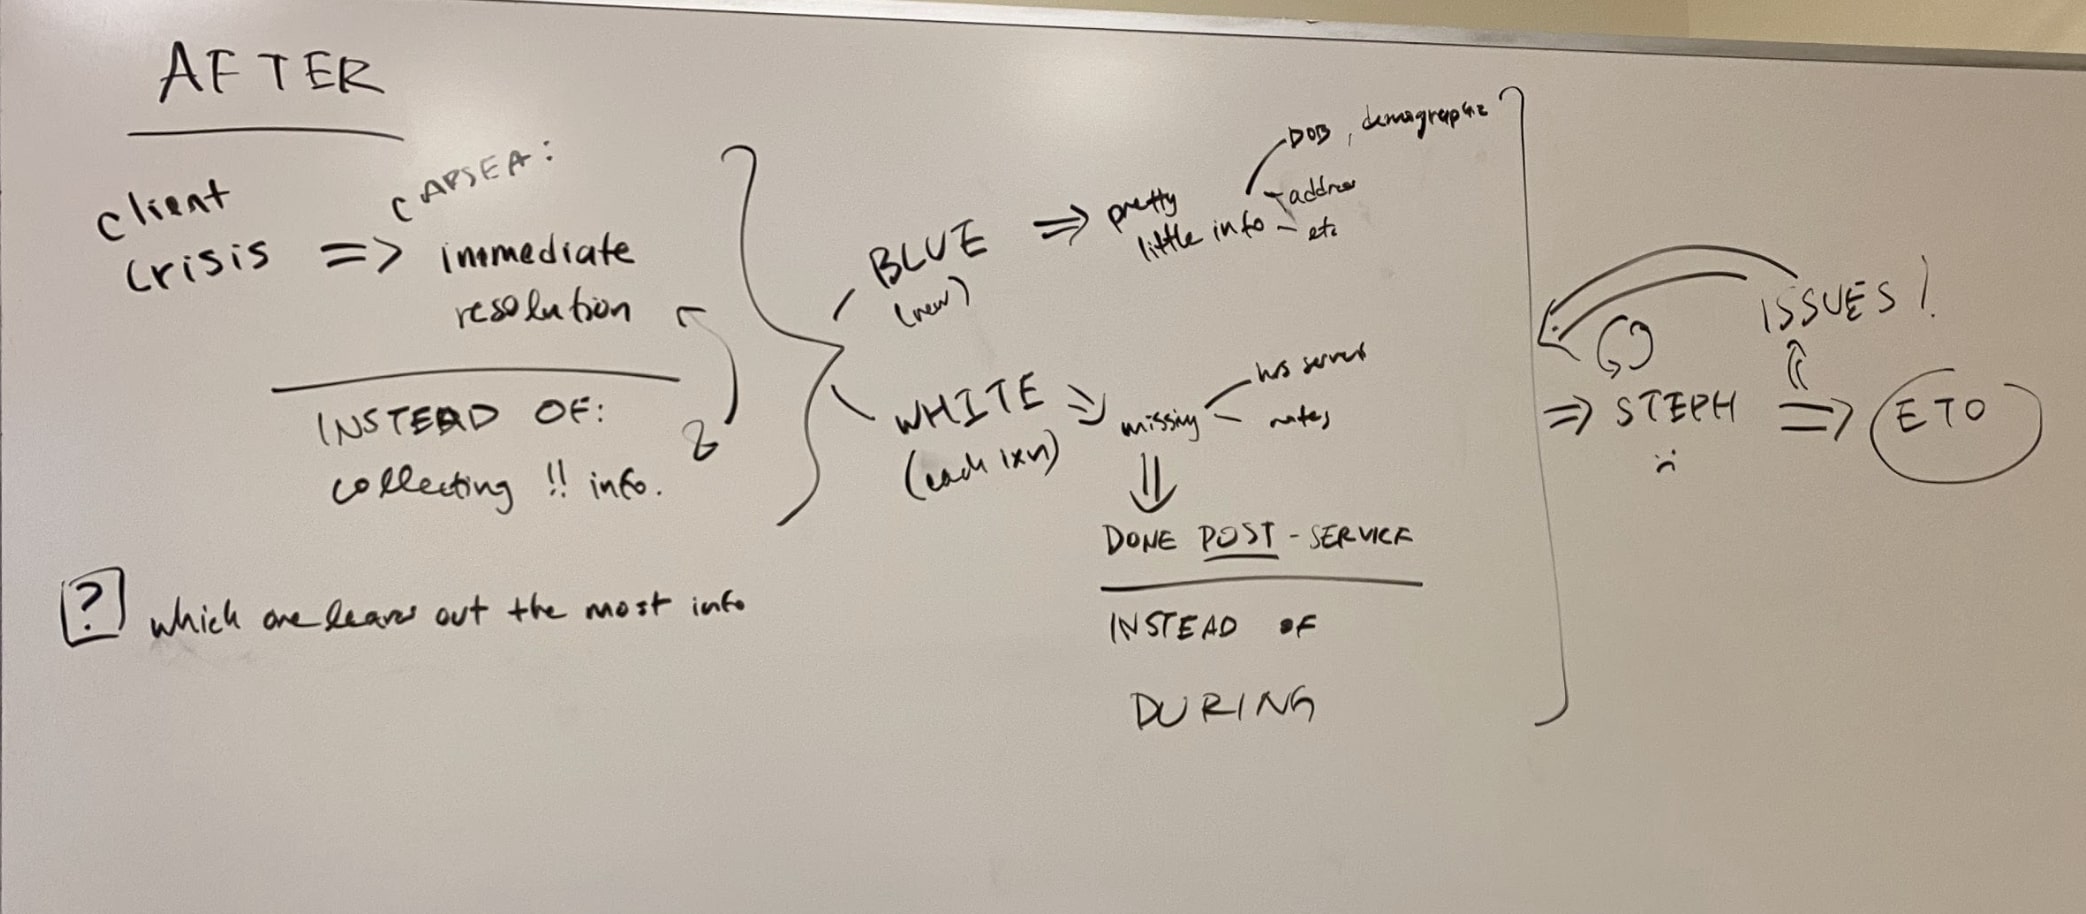 AFTER
client
crisis => CAPSEA:
immediate
resolution
INSTEAD OF:
collecting !! info.
[?] which one leaves out the most info
BLUE => pretty
little info
(new)
DOB, demographic
address
etc
WHITE => missing
(each ixn)
hrs served
notes
DONE POST-SERVICE
INSTEAD OF
DURING
=> STEPH => ETO
:(
ISSUES!